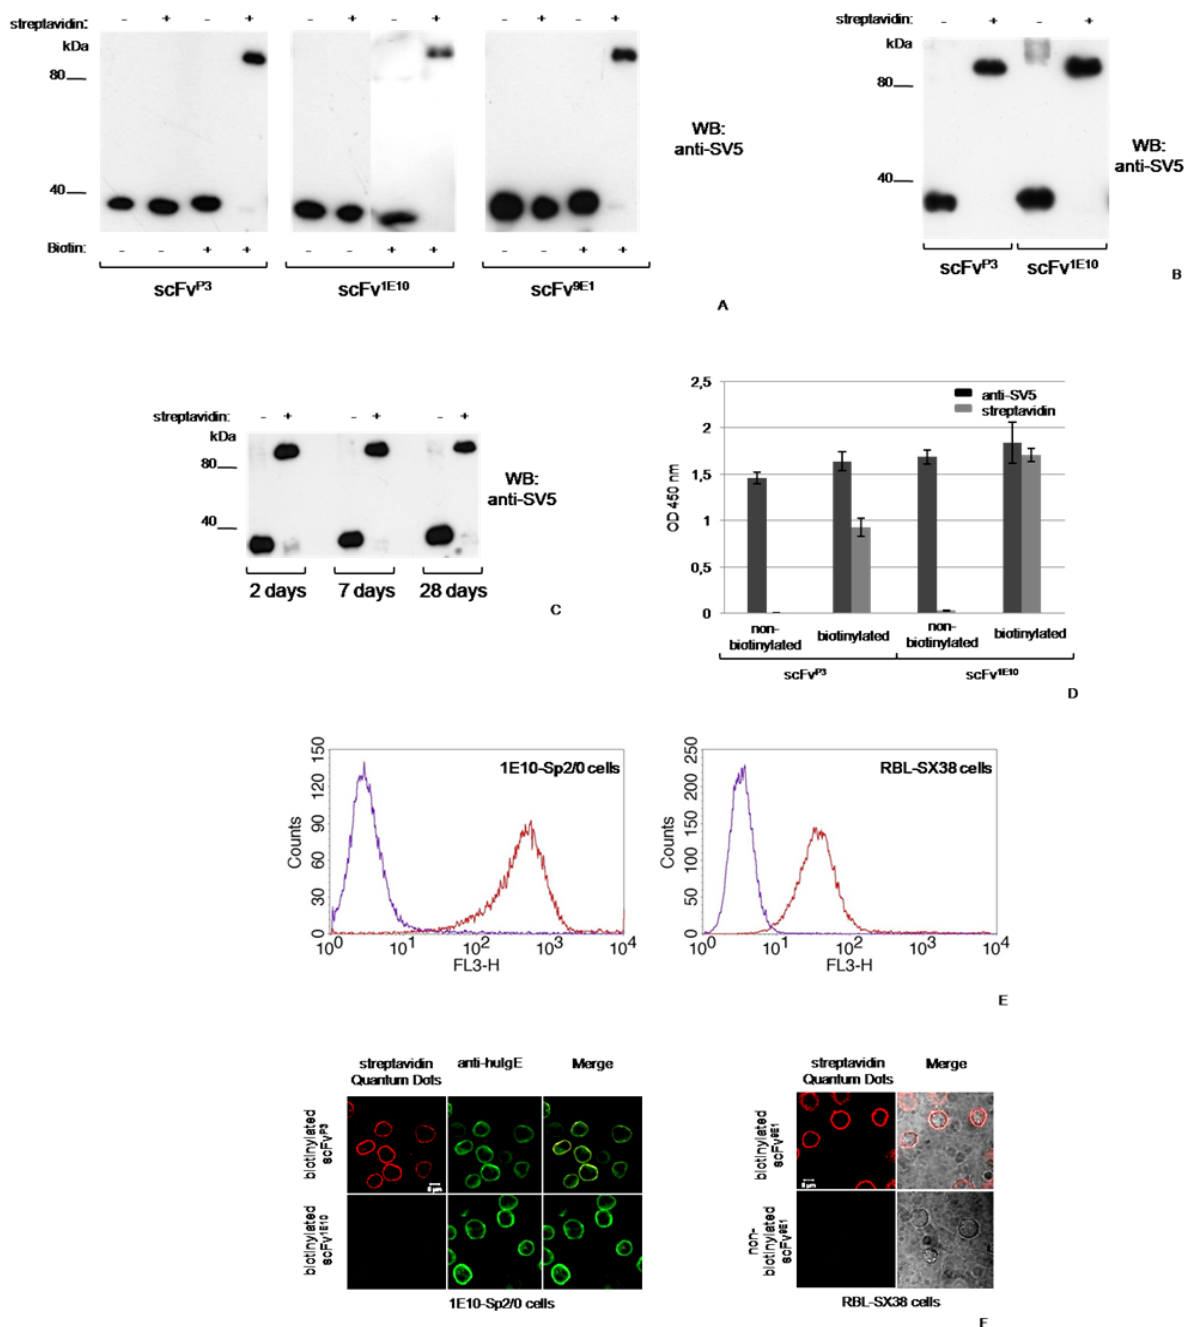 streptavidin: - + - + - + - +
kDa
80
40
WB:
anti-SV5
Biotin: - - + + - - + + - - + +
scFvP3 scFv1E10 scFv9E1
A
streptavidin: - + - +
kDa
80
40
WB:
anti-SV5
scFvP3 scFv1E10
B
streptavidin: - + - + - +
kDa
80
40
WB:
anti-SV5
2 days 7 days 28 days
C
2,5
2
1,5
1
0,5
0
OD 450 nm
anti-SV5
streptavidin
non-
biotinylated
biotinylated
non-
biotinylated
biotinylated
scFvP3 scFv1E10
D
150
120
90
60
30
0
Counts
1E10-Sp2/0 cells
10^0 10^1 10^2 10^3 10^4
FL3-H
250
200
150
100
50
0
Counts
RBL-SX38 cells
10^0 10^1 10^2 10^3 10^4
FL3-H
E
streptavidin
Quantum Dots
anti-huIgE
Merge
biotinylated
scFvP3
biotinylated
scFv1E10
1E10-Sp2/0 cells
streptavidin
Quantum Dots
Merge
biotinylated
scFv9E1
non-
biotinylated
scFv9E1
RBL-SX38 cells
F